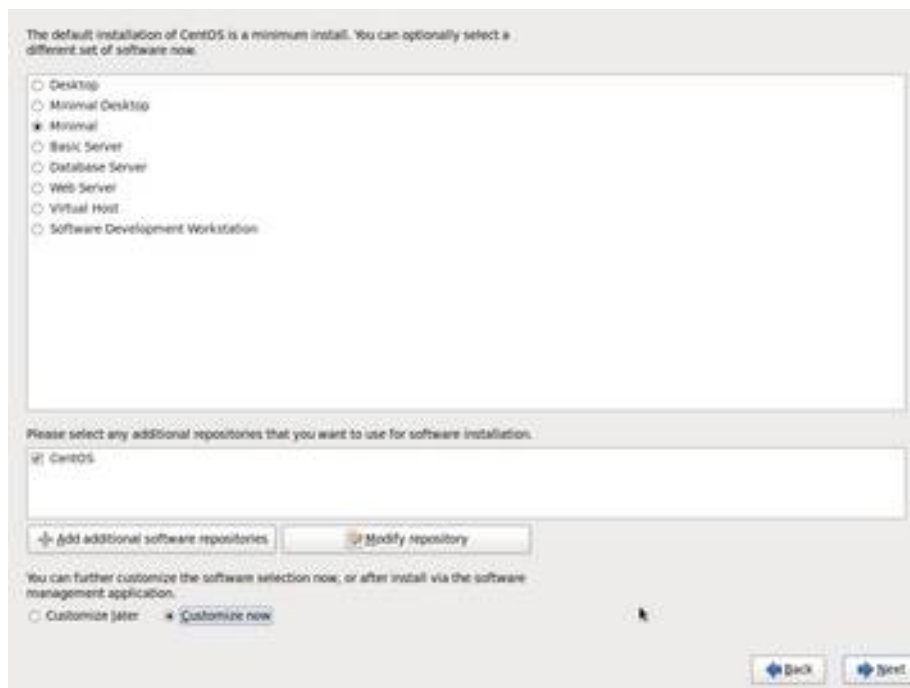 The default installation of CentOS is a minimum install. You can optionally select a
different set of software now.
Desktop
Minimal Desktop
Minimal
Basic Server
Database Server
Web Server
Virtual Host
Software Development Workstation
Please select any additional repositories that you want to use for software installation.
CentOS
Add additional software repositories
Modify repository
You can further customize the software selection now, or after install via the software
management application.
Customize later
Customize now
Back
Next